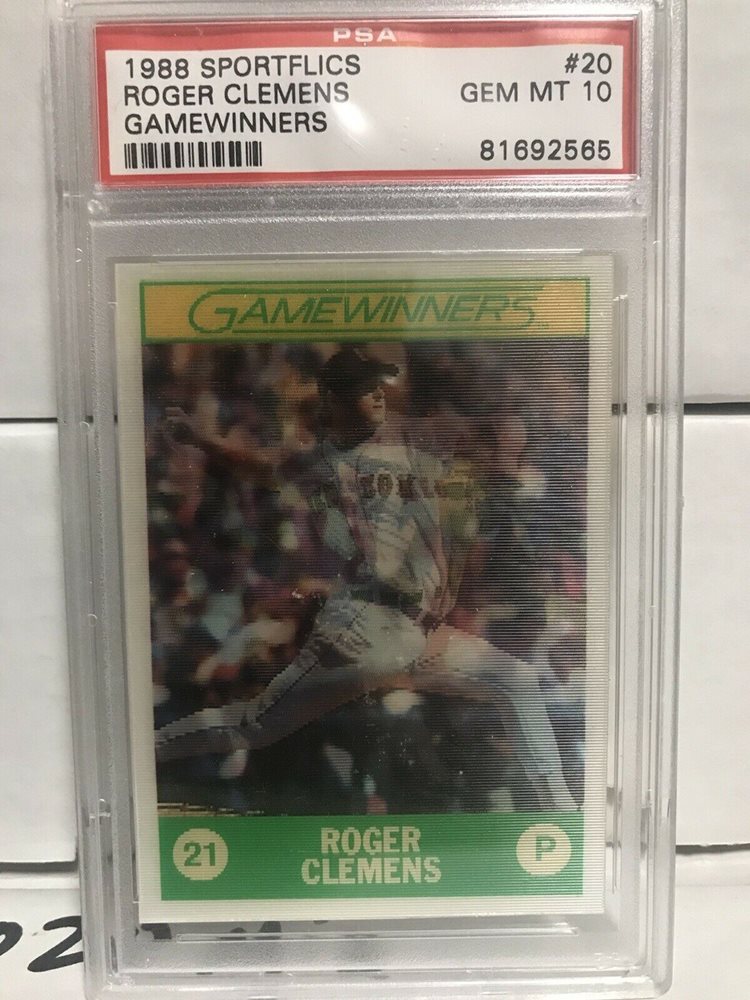 PSA
1988 SPORTFLICS #20
ROGER CLEMENS GEM MT 10
GAMEWINNERS
81692565
GAMEWINNERS
21 ROGER P
CLEMENS